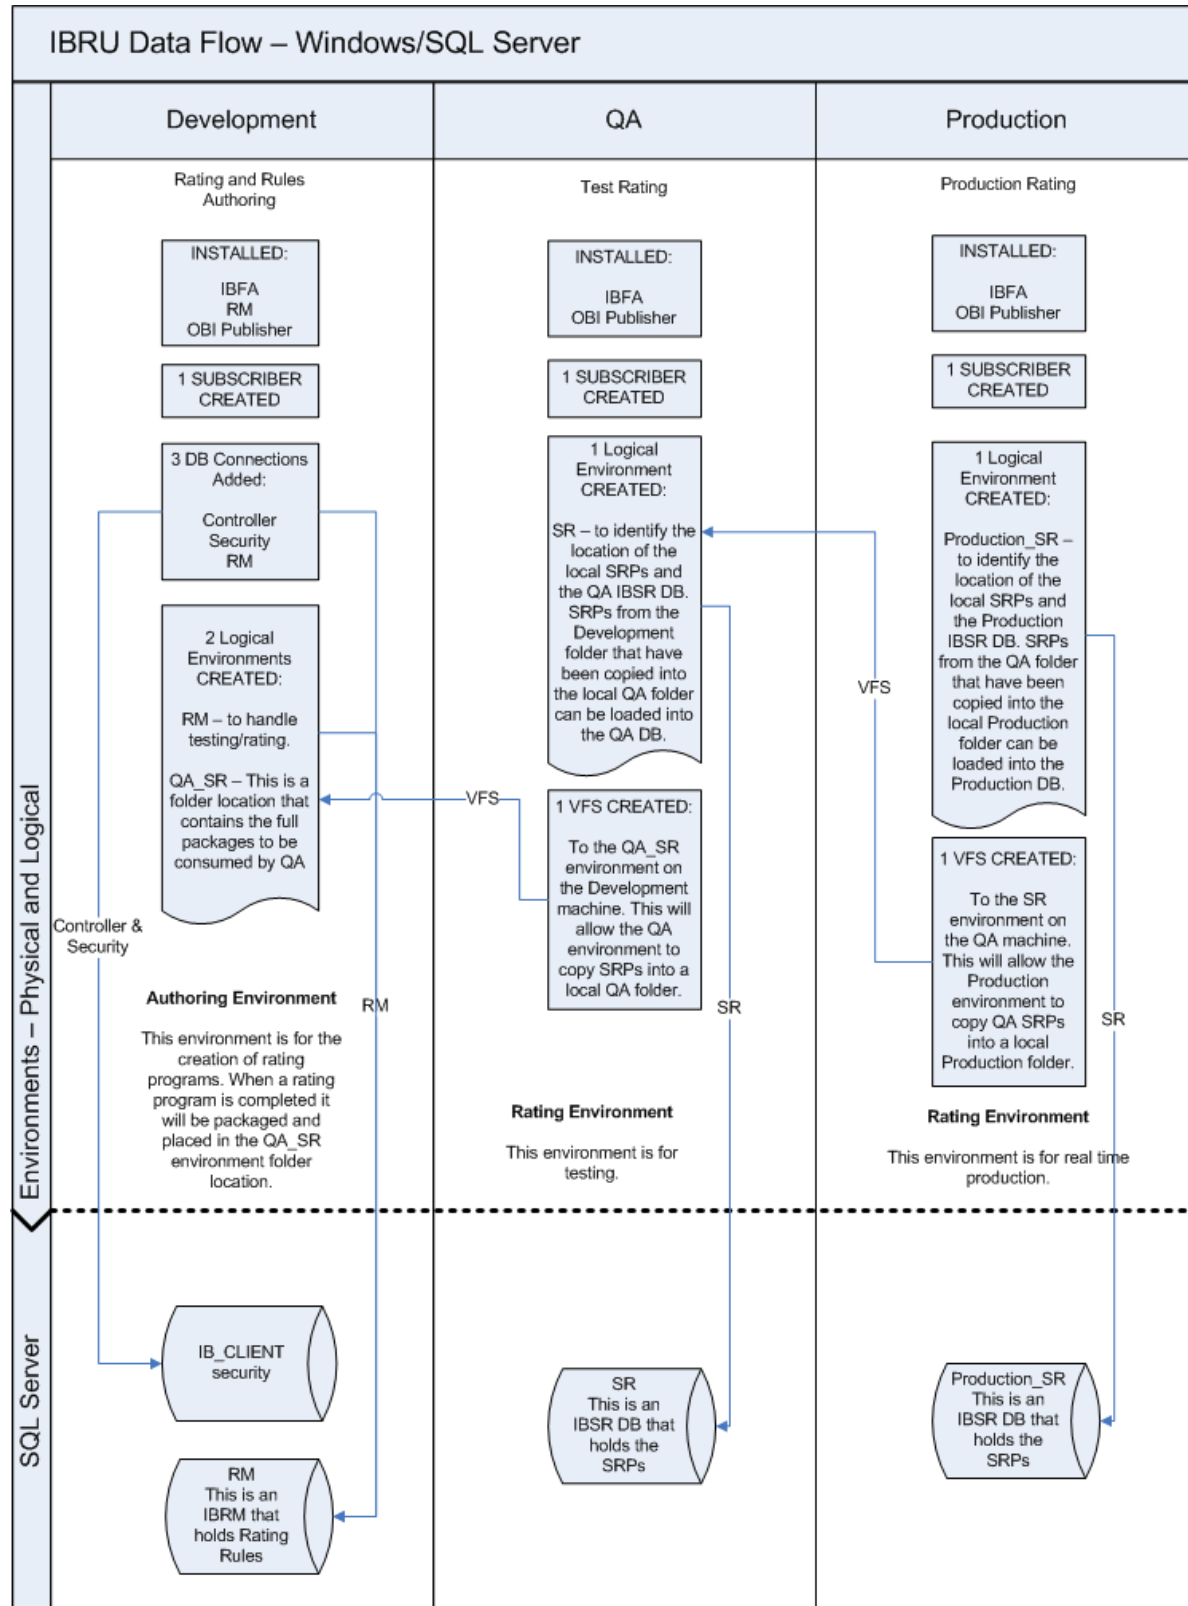 IBRU Data Flow – Windows/SQL Server
Environments – Physical and Logical
SQL Server
Development
Rating and Rules
Authoring
INSTALLED:
IBFA
RM
OBI Publisher
1 SUBSCRIBER
CREATED
3 DB Connections
Added:
Controller
Security
RM
2 Logical
Environments
CREATED:
RM – to handle
testing/rating.
QA_SR – This is a
folder location that
contains the full
packages to be
consumed by QA
Controller &
Security
RM
Authoring Environment
This environment is for the
creation of rating
programs. When a rating
program is completed it
will be packaged and
placed in the QA_SR
environment folder
location.
IB_CLIENT
security
RM
This is an
IBRM that
holds Rating
Rules
QA
Test Rating
INSTALLED:
IBFA
OBI Publisher
1 SUBSCRIBER
CREATED
1 Logical
Environment
CREATED:
SR – to identify the
location of the
local SRPs and
the QA IBSR DB.
SRPs from the
Development
folder that have
been copied into
the local QA folder
can be loaded into
the QA DB.
VFS
1 VFS CREATED:
To the QA_SR
environment on
the Development
machine. This will
allow the QA
environment to
copy SRPs into a
local QA folder.
SR
Rating Environment
This environment is for
testing.
SR
This is an
IBSR DB that
holds the
SRPs
Production
Production Rating
INSTALLED:
IBFA
OBI Publisher
1 SUBSCRIBER
CREATED
1 Logical
Environment
CREATED:
Production_SR –
to identify the
location of the
local SRPs and
the Production
IBSR DB. SRPs
from the QA folder
that have been
copied into the
local Production
folder can be
loaded into the
Production DB.
VFS
1 VFS CREATED:
To the SR
environment on
the QA machine.
This will allow the
Production
environment to
copy QA SRPs
into a local
Production folder.
SR
Rating Environment
This environment is for real time
production.
Production_SR
This is an
IBSR DB that
holds the
SRPs